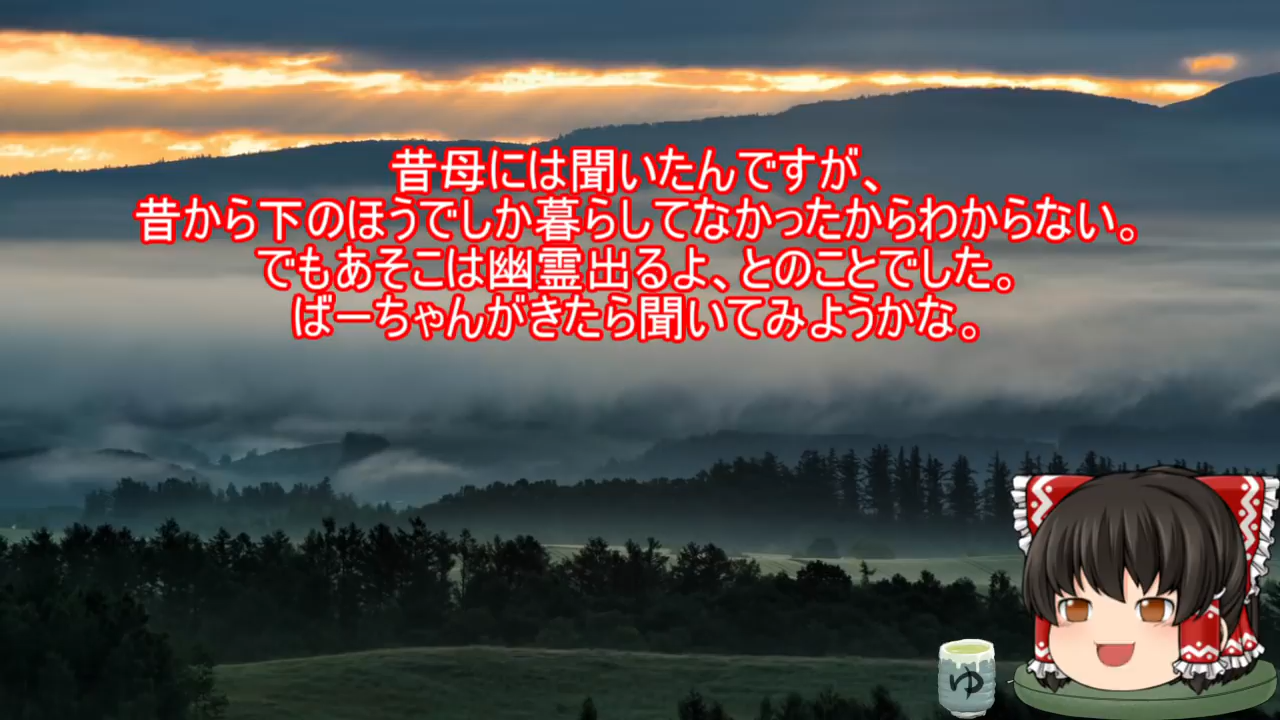 昔母には聞いたんですが、
昔から下のほうでしか暮らしてなかったからわからない。
でもあそこは幽霊出るよ、とのことでした。
ばーちゃんがきたら聞いてみようかな。
ゆ